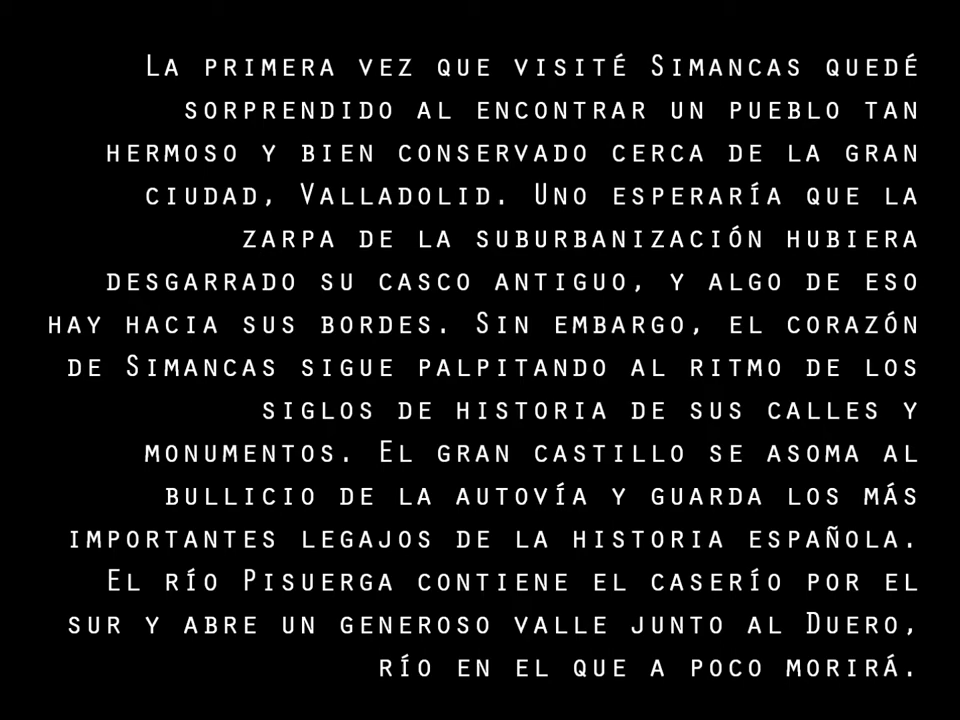 La primera vez que visité Simancas quedé
sorprendido al encontrar un pueblo tan
hermoso y bien conservado cerca de la gran
ciudad, Valladolid. Uno esperaría que la
zarpa de la suburbanización hubiera
desgarrado su casco antiguo, y algo de eso
hay hacia sus bordes. Sin embargo, el corazón
de Simancas sigue palpitando al ritmo de los
siglos de historia de sus calles y
monumentos. El gran castillo se asoma al
bullicio de la autovía y guarda los más
importantes legajos de la historia española.
El río Pisuerga contiene el caserío por el
sur y abre un generoso valle junto al Duero,
río en el que a poco morirá.